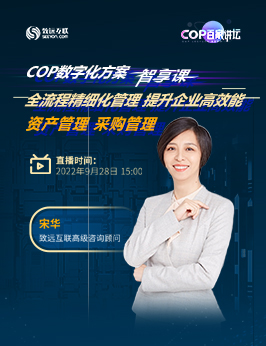 致远互联
SEEYON.COM
COP百家讲坛
COP数字化方案 智享课
全流程精细化管理 提升企业高效能
资产管理 采购管理
直播时间：
2022年9月28日 15:00
宋华
致远互联高级咨询顾问